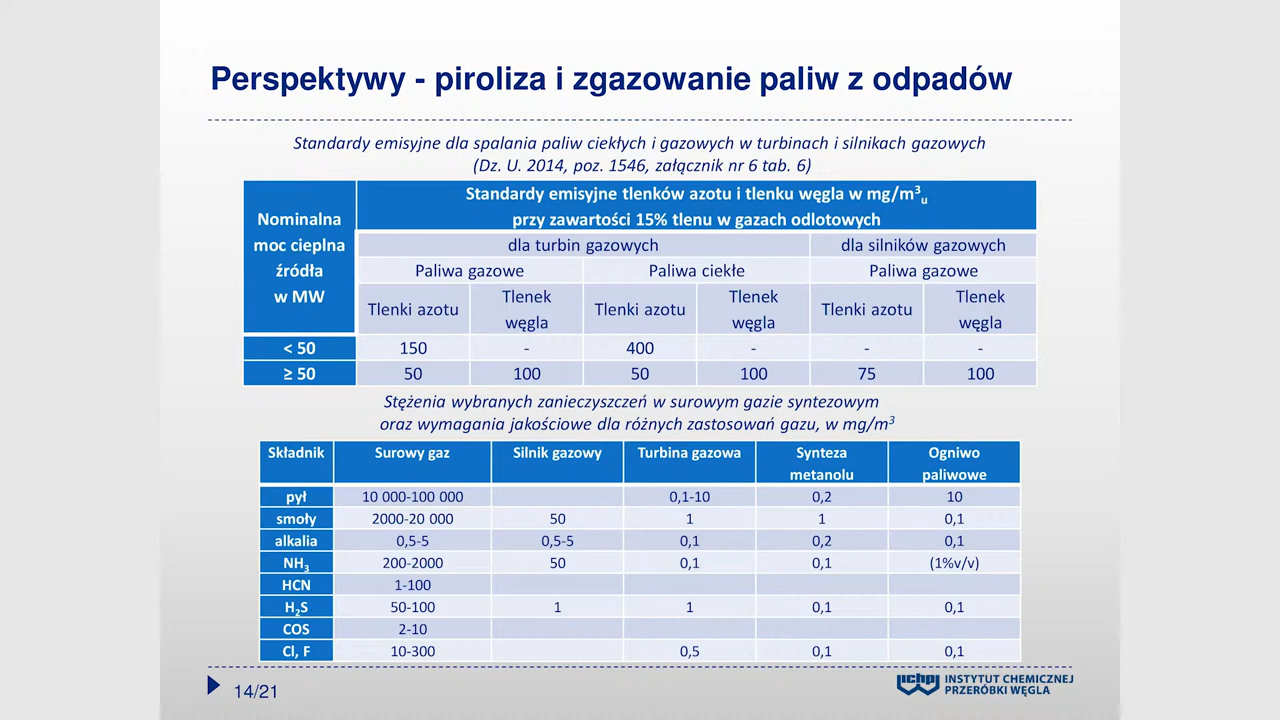 Perspektywy - piroliza i zgazowanie paliw z odpadów
Standardy emisyjne dla spalania paliw ciekłych i gazowych w turbinach i silnikach gazowych
(Dz. U. 2014, poz. 1546, załącznik nr 6 tab. 6)
Nominalna moc cieplna źródła w MW
Standardy emisyjne tlenków azotu i tlenku węgla w mg/m³u
przy zawartości 15% tlenu w gazach odlotowych
dla turbin gazowych dla silników gazowych
Paliwa gazowe Paliwa ciekłe Paliwa gazowe
Tlenki azotu Tlenek węgla Tlenki azotu Tlenek węgla Tlenki azotu Tlenek węgla
< 50 150 - 400 - - -
≥ 50 50 100 50 100 75 100
Stężenia wybranych zanieczyszczeń w surowym gazie syntezowym
oraz wymagania jakościowe dla różnych zastosowań gazu, w mg/m³
Składnik Surowy gaz Silnik gazowy Turbina gazowa Synteza metanolu Ogniwo paliwowe
pył 10 000-100 000 0,1-10 0,2 10
smoły 2000-20 000 50 1 1 0,1
alkalia 0,5-5 0,5-5 0,1 0,2 0,1
NH₃ 200-2000 50 0,1 0,1 (1%v/v)
HCN 1-100
H₂S 50-100 1 1 0,1 0,1
COS 2-10
Cl, F 10-300 0,5 0,1 0,1
14/21
ichpw INSTYTUT CHEMICZNEJ
PRZERÓBKI WĘGLA